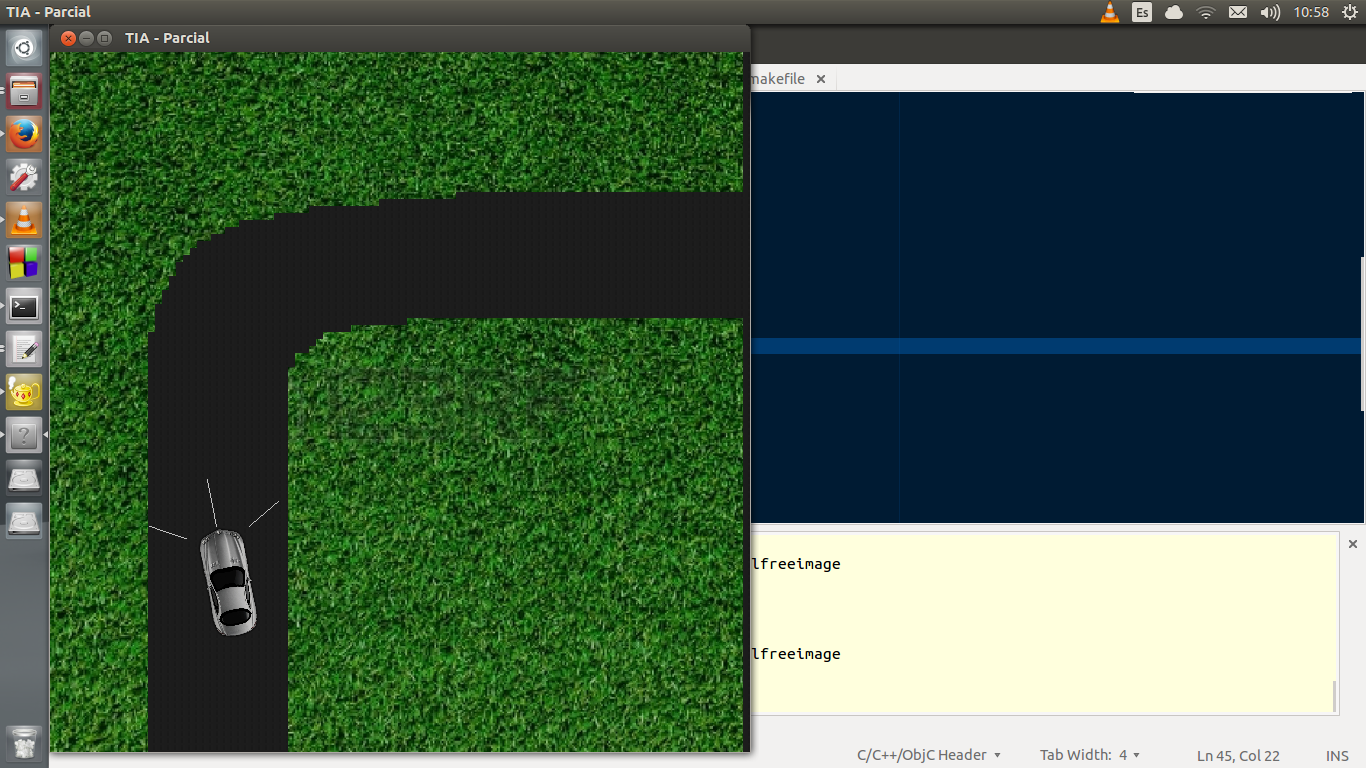 TIA - Parcial
Es
10:58
TIA - Parcial
makefile
lfreeimage
lfreeimage
C/C++/ObjC Header
Tab Width: 4
Ln 45, Col 22
INS